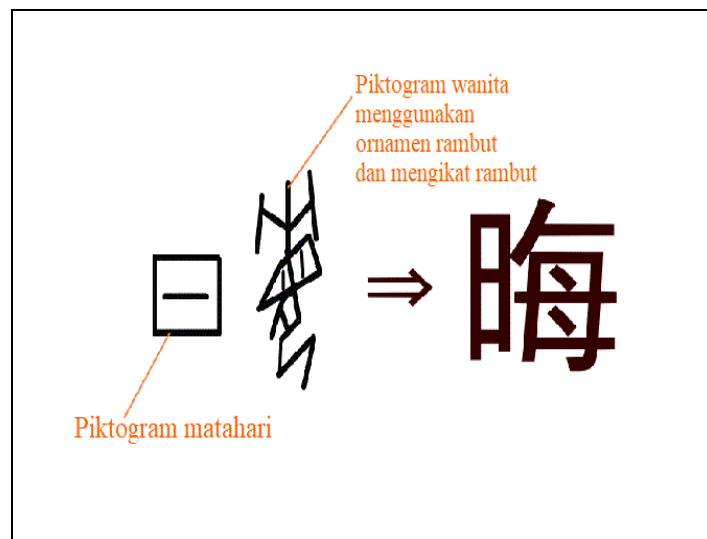 Piktogram wanita
menggunakan
ornamen rambut
dan mengikat rambut
⇒ 晦
Piktogram matahari